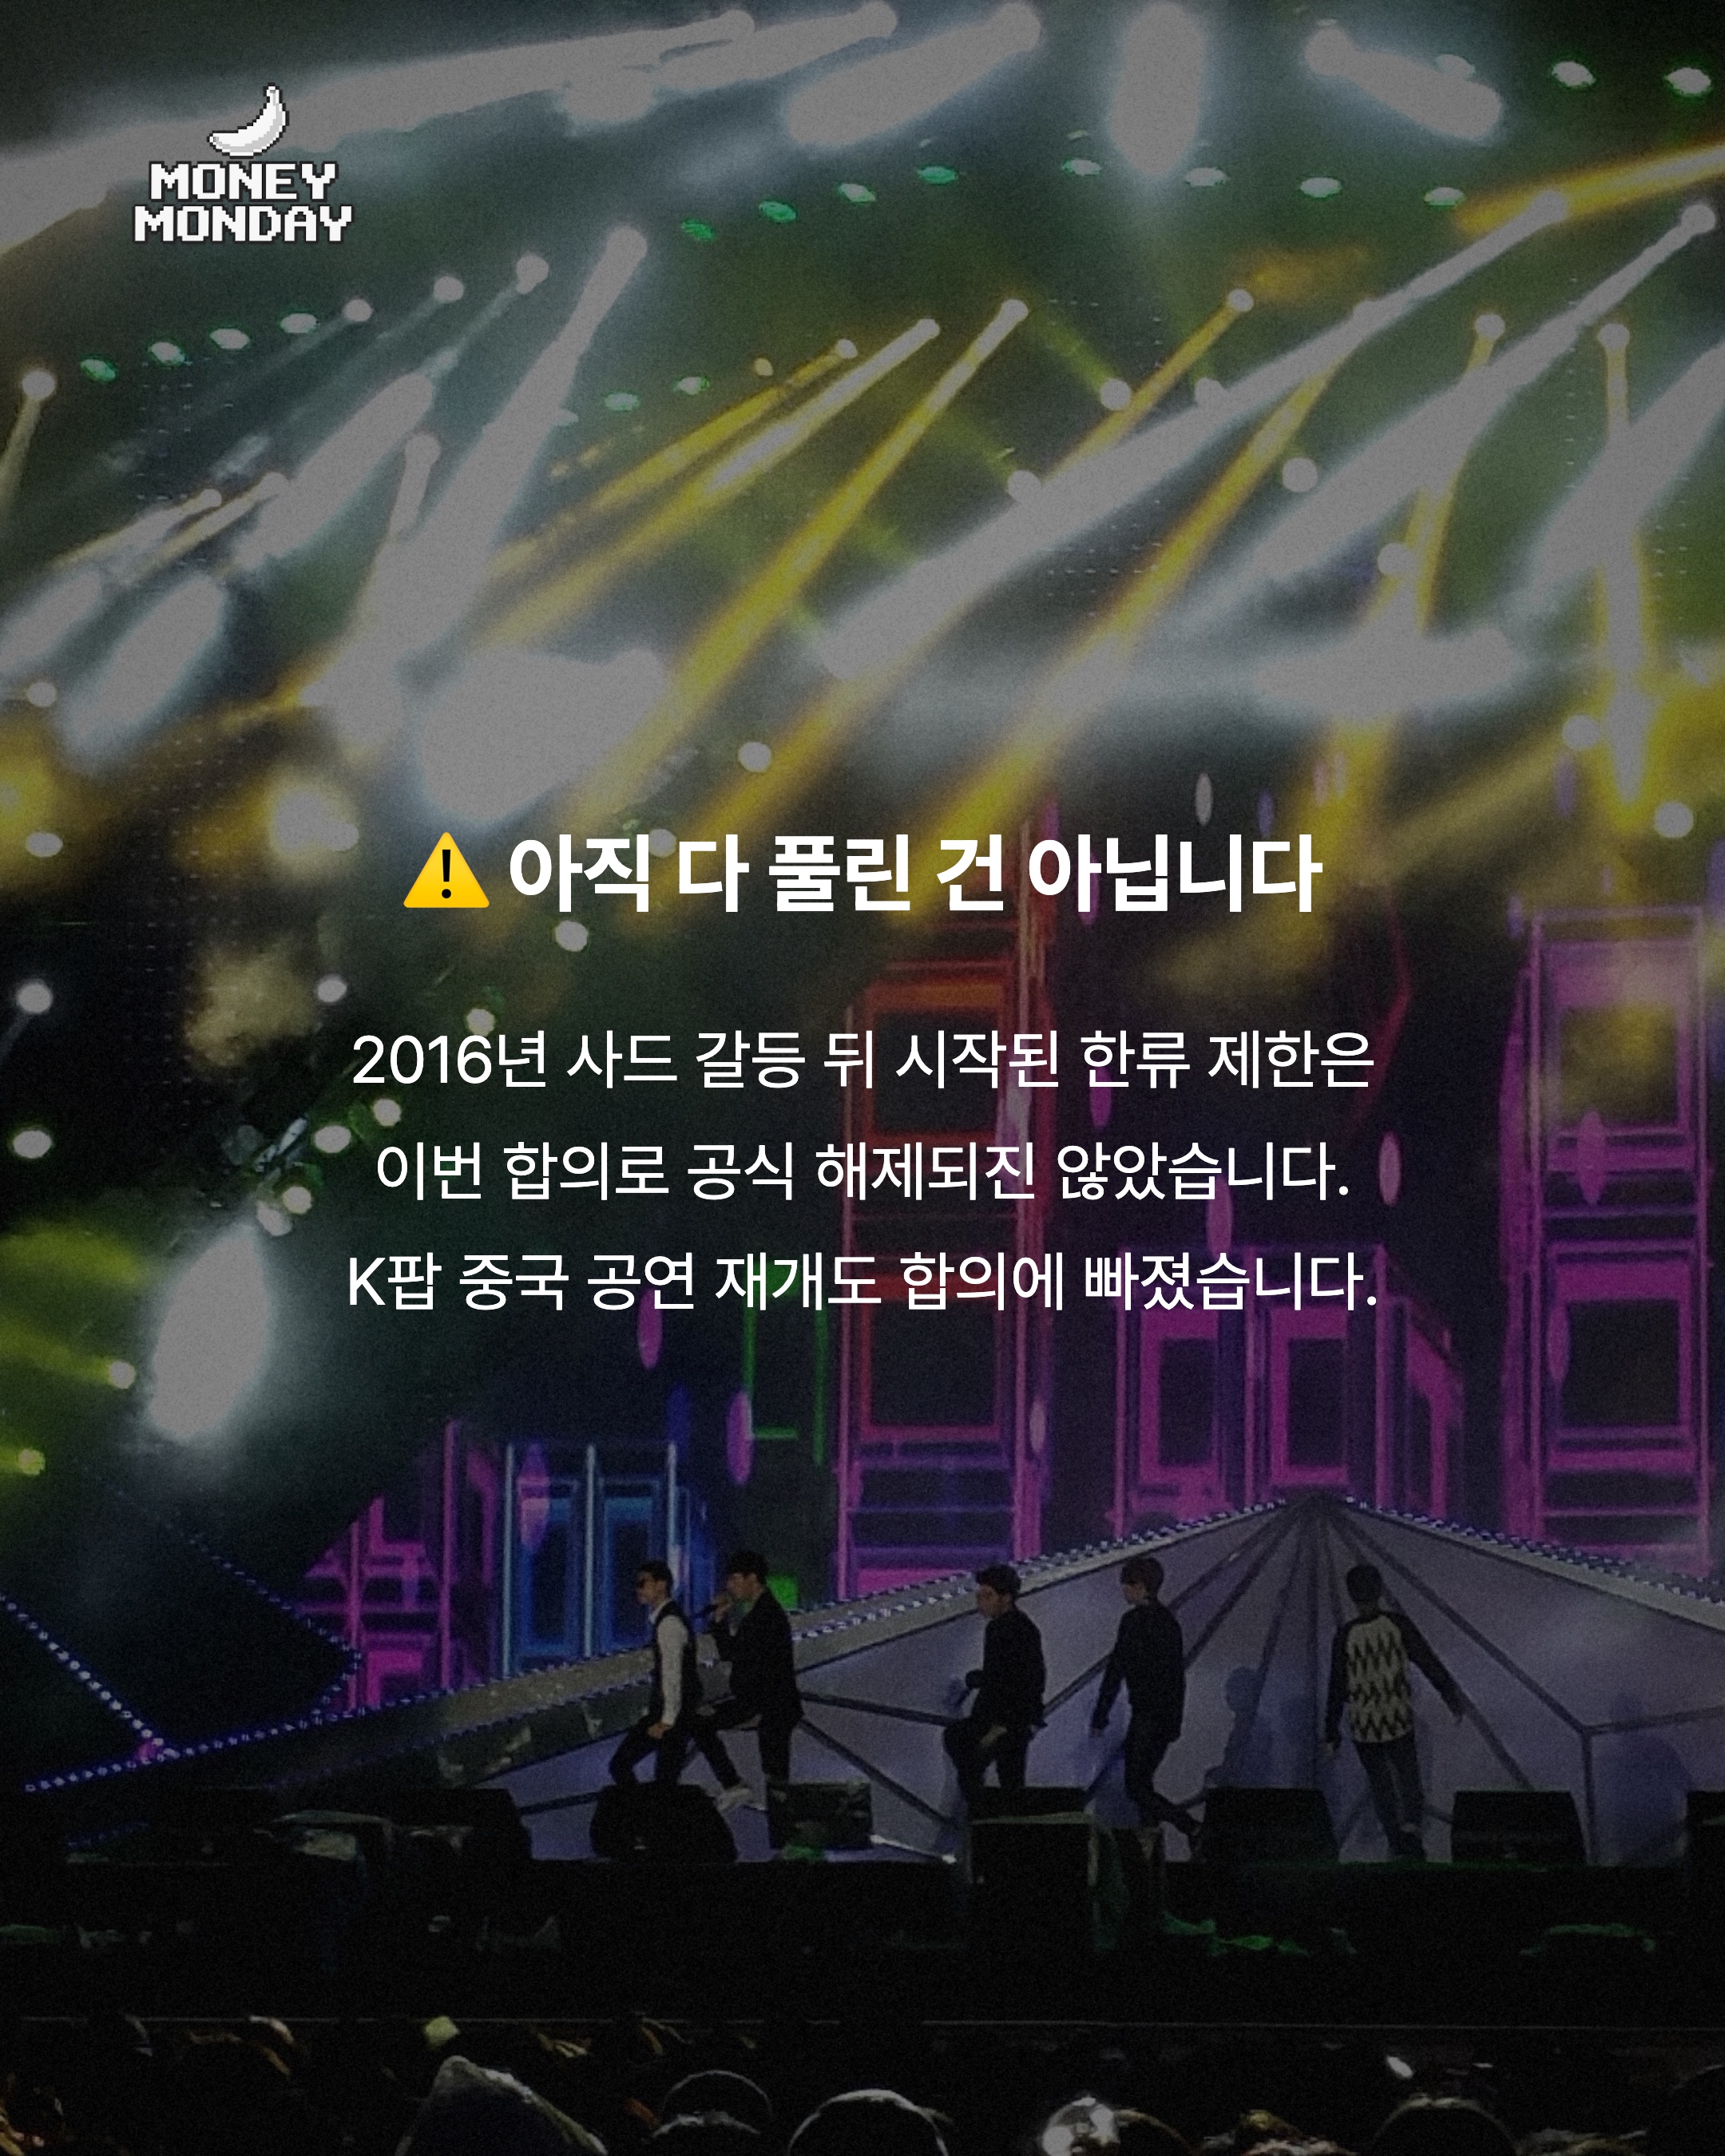 MONEY
MONDAY
⚠️ 아직 다 풀린 건 아닙니다
2016년 사드 갈등 뒤 시작된 한류 제한은
이번 합의로 공식 해제되진 않았습니다.
K팝 중국 공연 재개도 합의에 빠졌습니다.